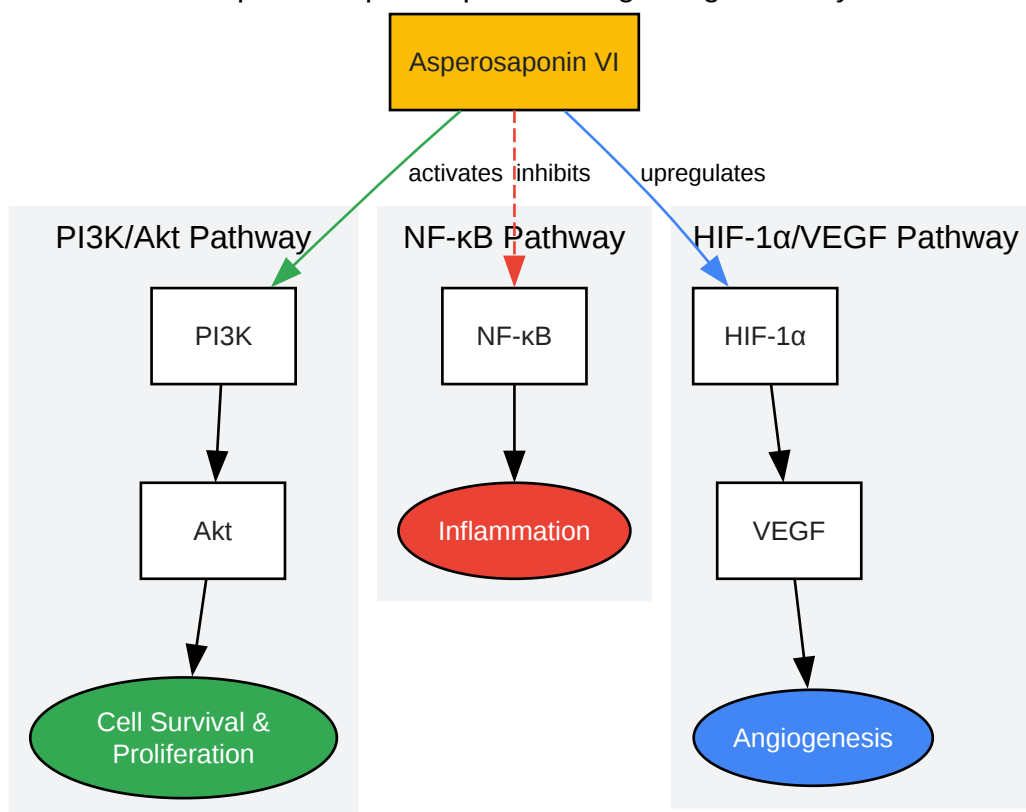 Asperosaponin VI
activates
inhibits
upregulates
PI3K/Akt Pathway
NF-κB Pathway
HIF-1α/VEGF Pathway
PI3K
NF-κB
HIF-1α
Akt
Inflammation
VEGF
Cell Survival &
Proliferation
Angiogenesis